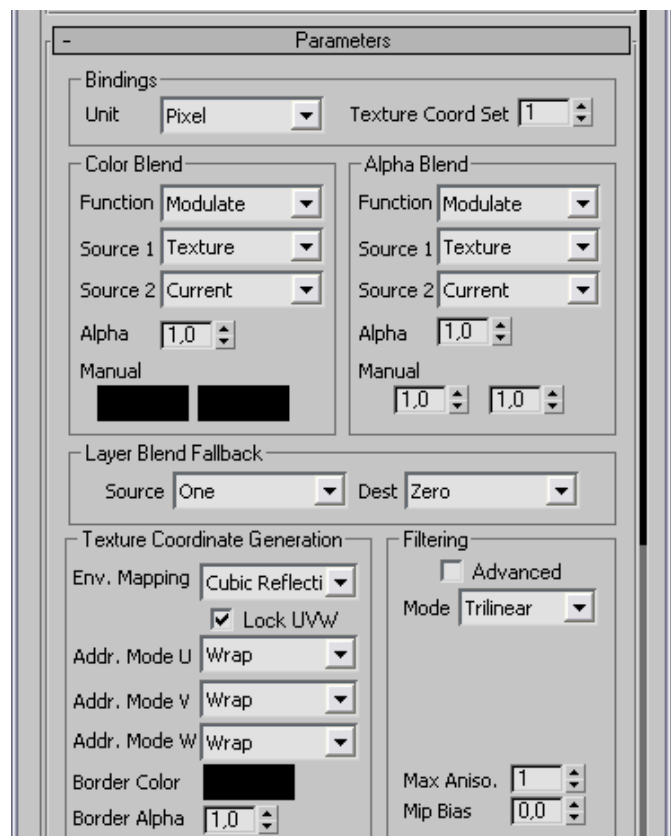 - Parameters
Bindings
Unit Pixel Texture Coord Set 1
Color Blend
Function Modulate
Source 1 Texture
Source 2 Current
Alpha 1,0
Manual
Alpha Blend
Function Modulate
Source 1 Texture
Source 2 Current
Alpha 1,0
Manual
1,0 1,0
Layer Blend Fallback
Source One Dest Zero
Texture Coordinate Generation
Env. Mapping Cubic Reflecti
Lock UVW
Addr. Mode U Wrap
Addr. Mode V Wrap
Addr. Mode W Wrap
Border Color
Border Alpha 1,0
Filtering
Advanced
Mode Trilinear
Max Aniso. 1
Mip Bias 0,0